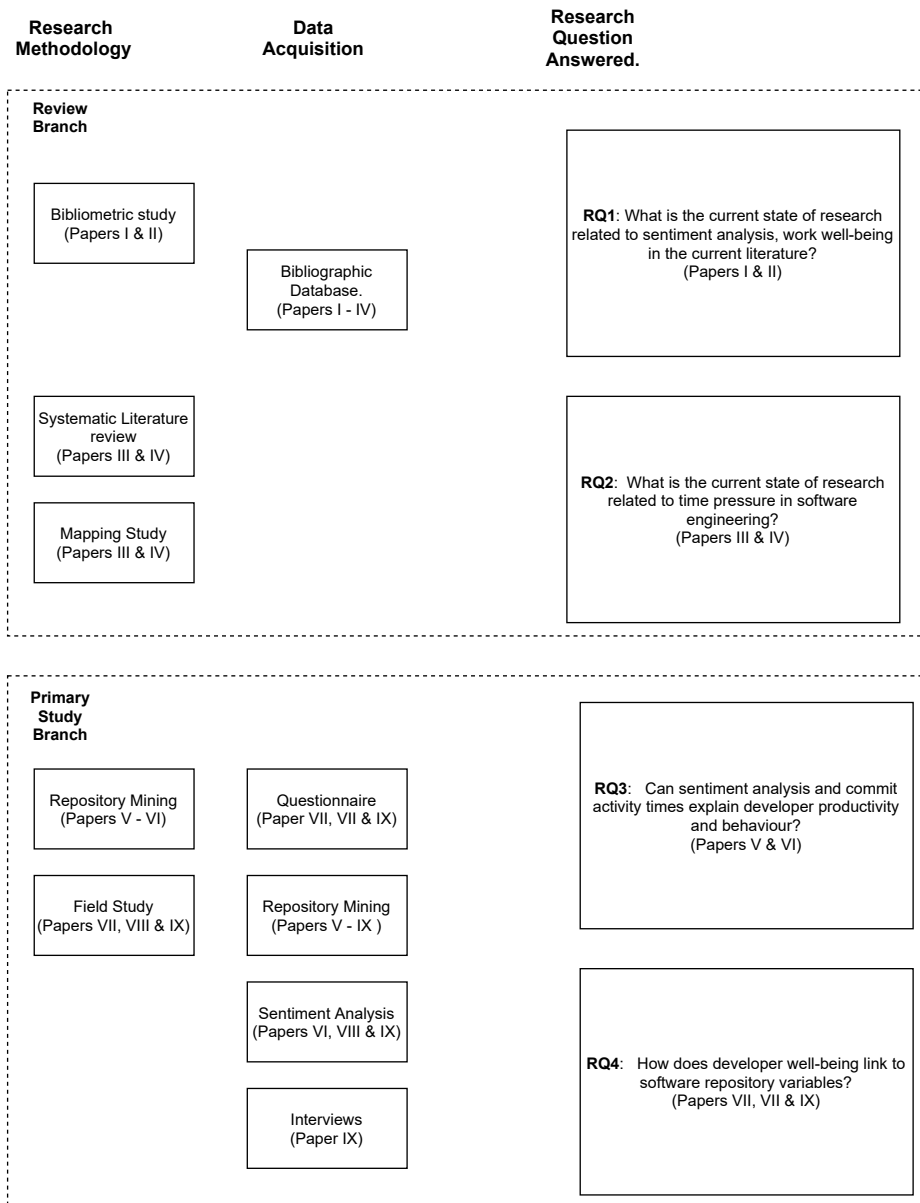 Research
Methodology
Data
Acquisition
Research
Question
Answered.
Review
Branch
Bibliometric study
(Papers I & II)
Bibliographic
Database.
(Papers I - IV)
RQ1: What is the current state of research
related to sentiment analysis, work well-being
in the current literature?
(Papers I & II)
Systematic Literature
review
(Papers III & IV)
Mapping Study
(Papers III & IV)
RQ2: What is the current state of research
related to time pressure in software
engineering?
(Papers III & IV)
Primary
Study
Branch
Repository Mining
(Papers V - VI)
Questionnaire
(Paper VII, VII & IX)
RQ3: Can sentiment analysis and commit
activity times explain developer productivity
and behaviour?
(Papers V & VI)
Field Study
(Papers VII, VIII & IX)
Repository Mining
(Papers V - IX )
Sentiment Analysis
(Papers VI, VIII & IX)
Interviews
(Paper IX)
RQ4: How does developer well-being link to
software repository variables?
(Papers VII, VII & IX)